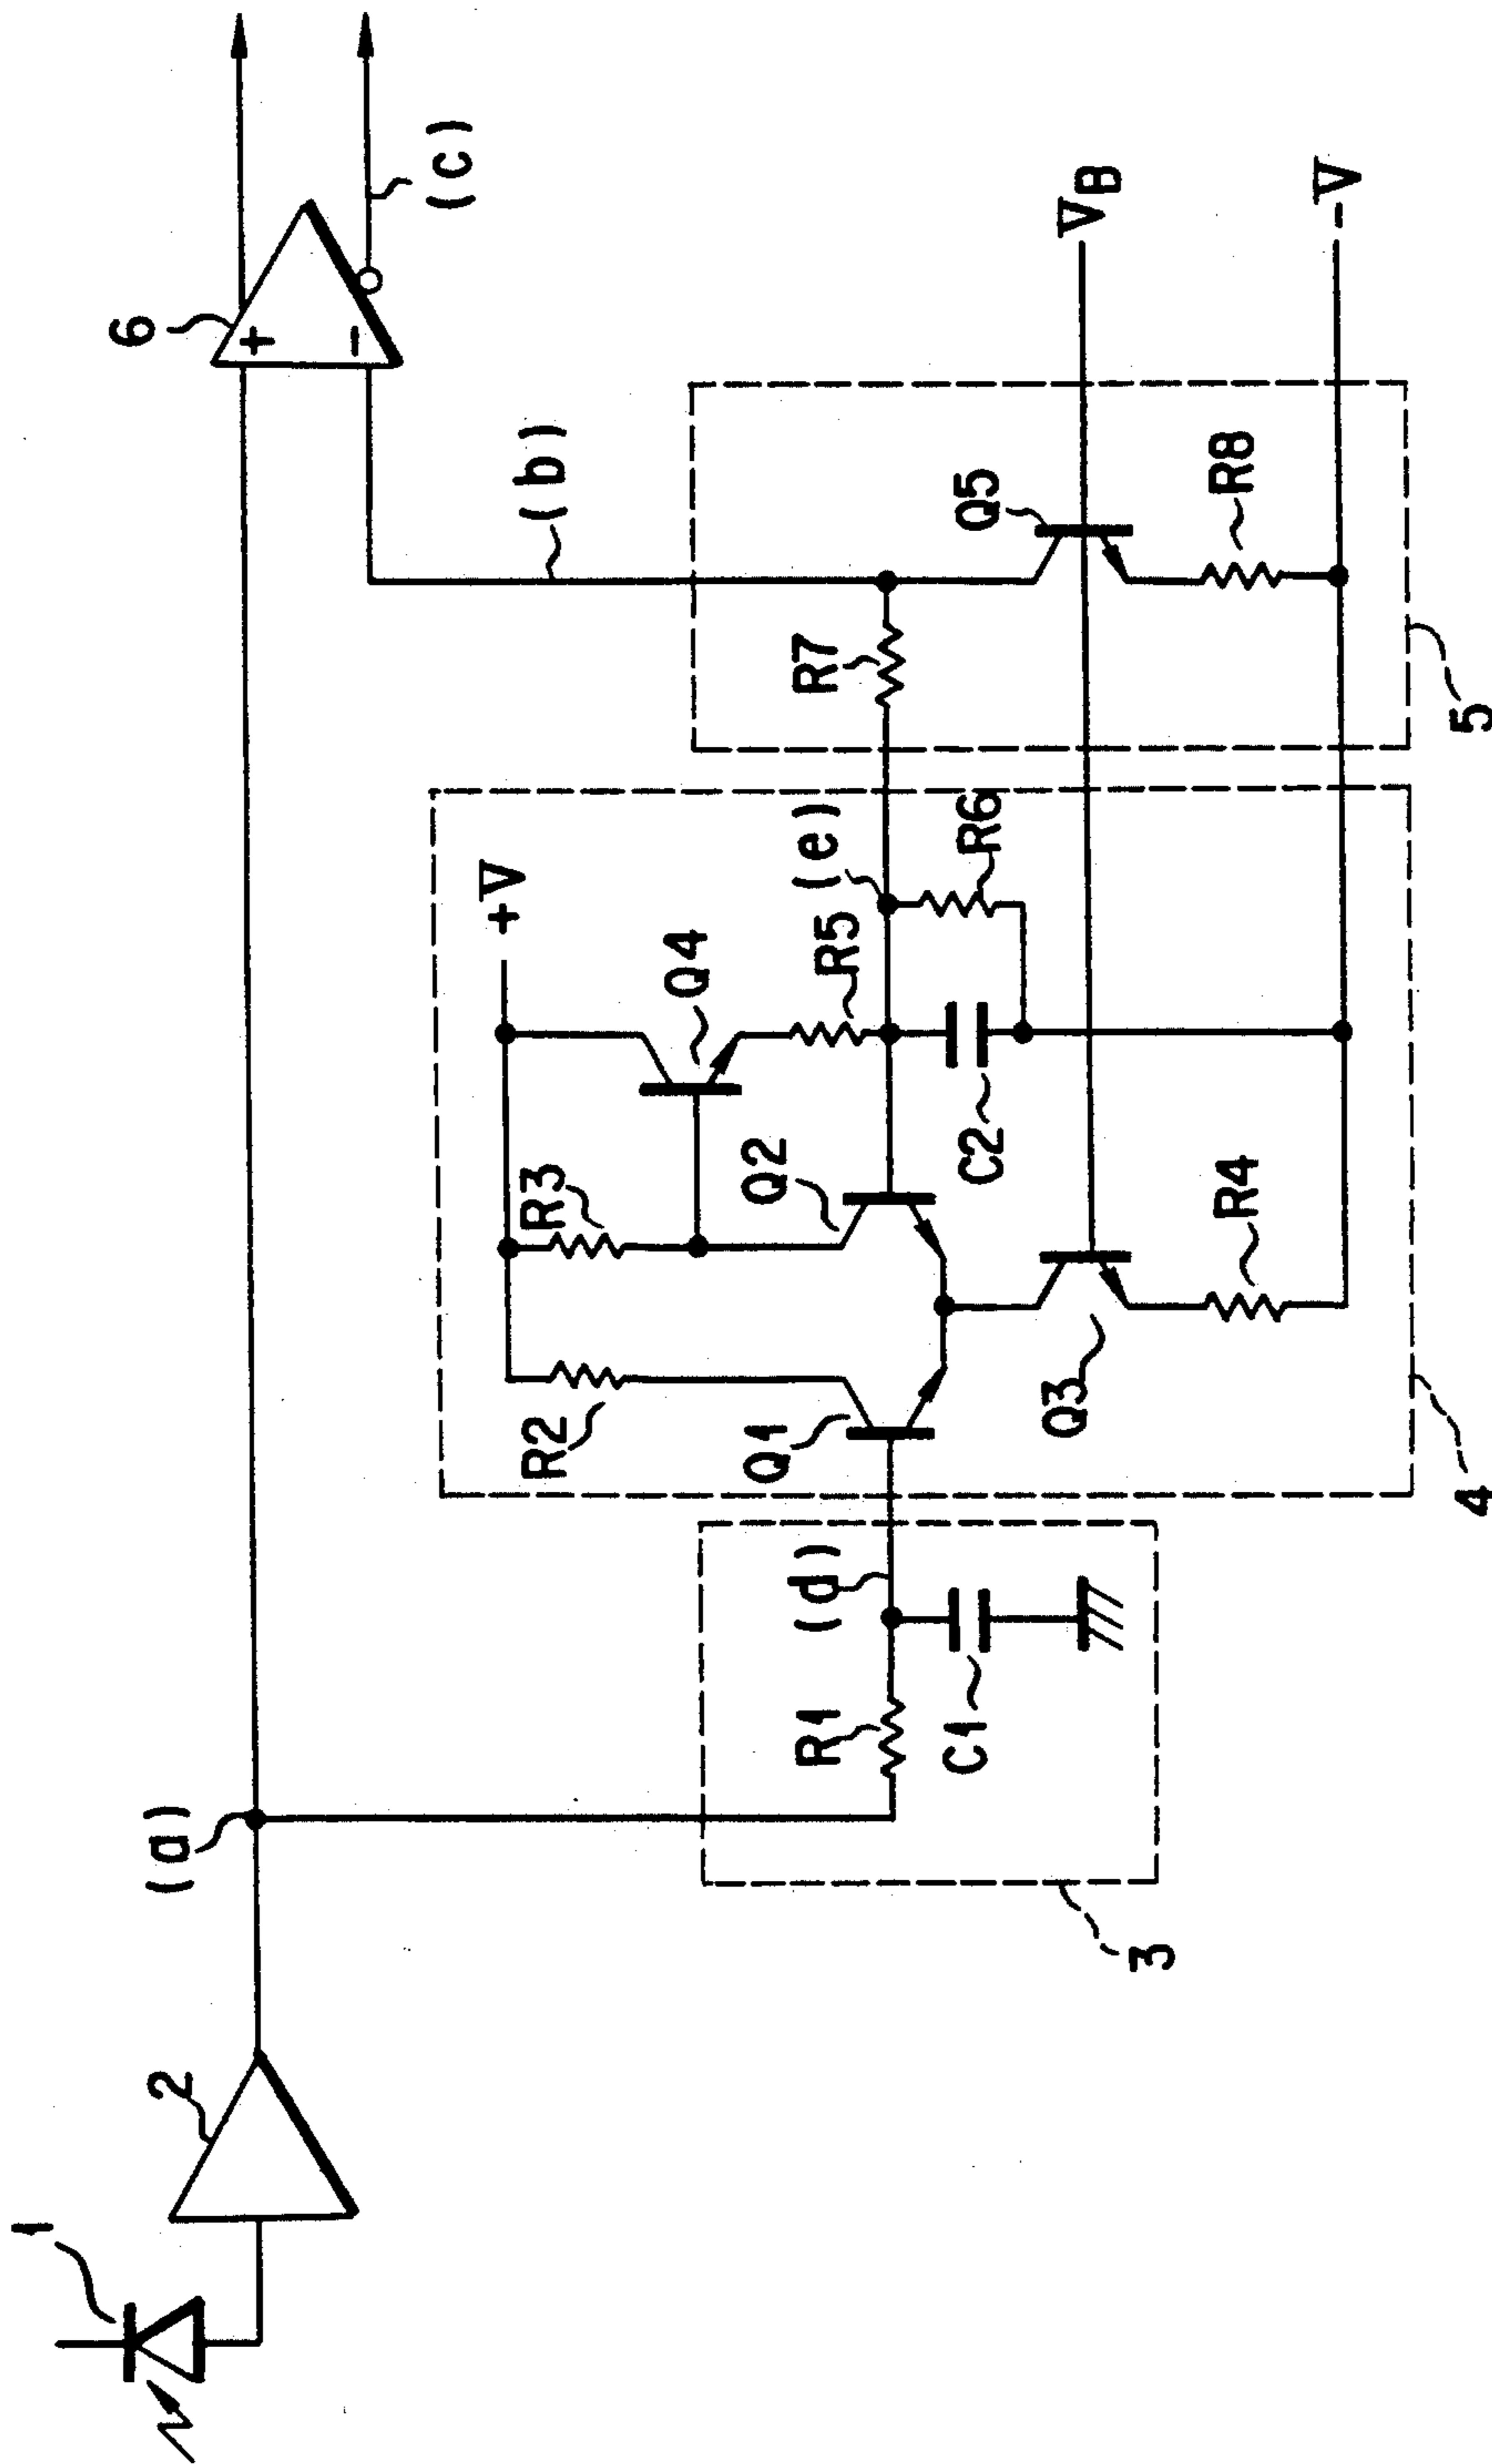 1
2
(a)
6
+
-
(c)
(b)
+V
R2
R3
Q4
Q1
Q2
R5
(e)
R6
C2
Q3
R4
4
R7
Q5
R8
5
VB
-V
R1
(d)
C1
3